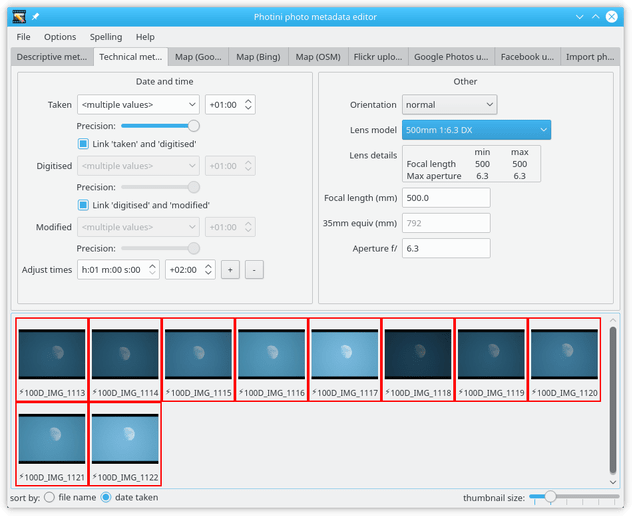 Photini photo metadata editor
File Options Spelling Help
Descriptive met... Technical met... Map (Goo... Map (Bing) Map (OSM) Flickr uplo... Google Photos u... Facebook u... Import ph...
Date and time
Taken <multiple values> +01:00
Precision:
Link 'taken' and 'digitised'
Digitised <multiple values> +01:00
Precision:
Link 'digitised' and 'modified'
Modified <multiple values> +01:00
Precision:
Adjust times h:01 m:00 s:00 +02:00 + -
Other
Orientation normal
Lens model 500mm 1:6.3 DX
Lens details
min max
Focal length 500 500
Max aperture 6.3 6.3
Focal length (mm) 500.0
35mm equiv (mm) 792
Aperture f/ 6.3
100D_IMG_1113 100D_IMG_1114 100D_IMG_1115 100D_IMG_1116 100D_IMG_1117 100D_IMG_1118 100D_IMG_1119 100D_IMG_1120
100D_IMG_1121 100D_IMG_1122
sort by: file name date taken thumbnail size: